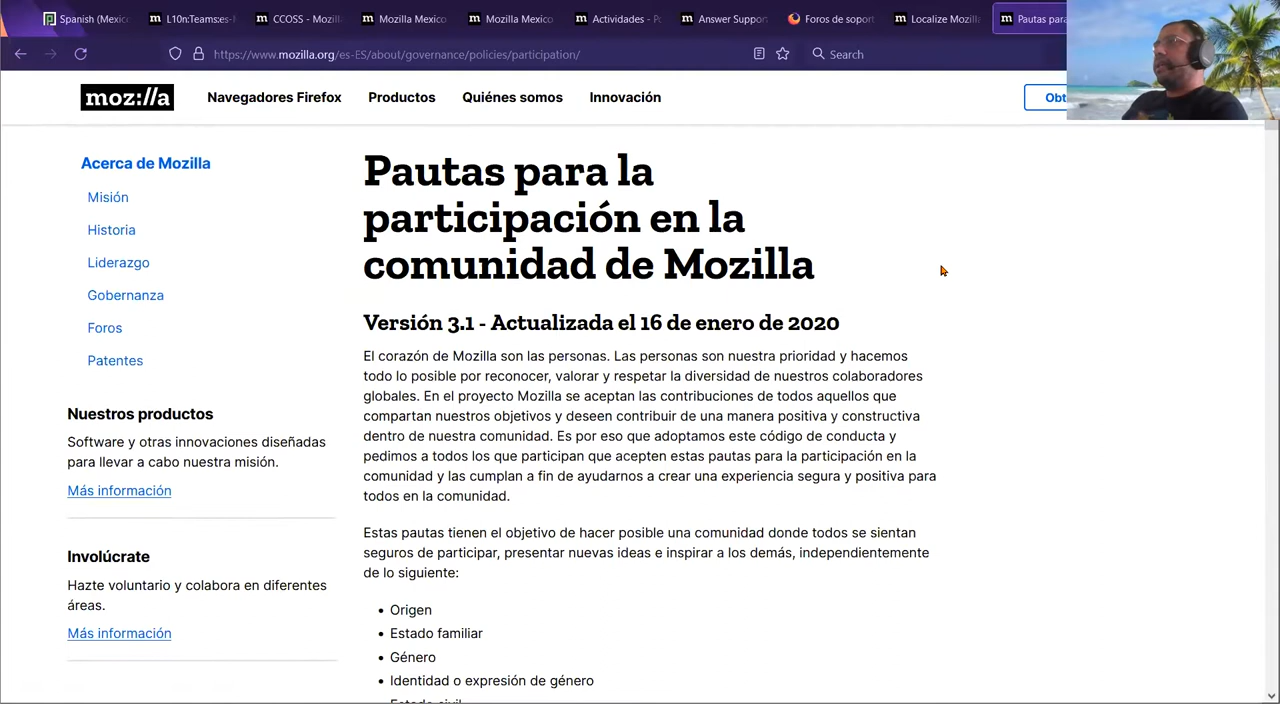 Spanish (Mexic
L10n:Teams:es-
CCOSS - Mozill
Mozilla Mexico
Mozilla Mexico
Actividades - Po
Answer Suppor
Foros de soport
Localize Mozill
Pautas para
https://www.mozilla.org/es-ES/about/governance/policies/participation/
Search
moz://a
Navegadores Firefox
Productos
Quiénes somos
Innovación
Obt
Acerca de Mozilla
Misión
Historia
Liderazgo
Gobernanza
Foros
Patentes
Nuestros productos
Software y otras innovaciones diseñadas
para llevar a cabo nuestra misión.
Más información
Involúcrate
Hazte voluntario y colabora en diferentes
áreas.
Más información
Pautas para la
participación en la
comunidad de Mozilla
Versión 3.1 - Actualizada el 16 de enero de 2020
El corazón de Mozilla son las personas. Las personas son nuestra prioridad y hacemos
todo lo posible por reconocer, valorar y respetar la diversidad de nuestros colaboradores
globales. En el proyecto Mozilla se aceptan las contribuciones de todos aquellos que
compartan nuestros objetivos y deseen contribuir de una manera positiva y constructiva
dentro de nuestra comunidad. Es por eso que adoptamos este código de conducta y
pedimos a todos los que participan que acepten estas pautas para la participación en la
comunidad y las cumplan a fin de ayudarnos a crear una experiencia segura y positiva para
todos en la comunidad.
Estas pautas tienen el objetivo de hacer posible una comunidad donde todos se sientan
seguros de participar, presentar nuevas ideas e inspirar a los demás, independientemente
de lo siguiente:
• Origen
• Estado familiar
• Género
• Identidad o expresión de género
• Estado civil